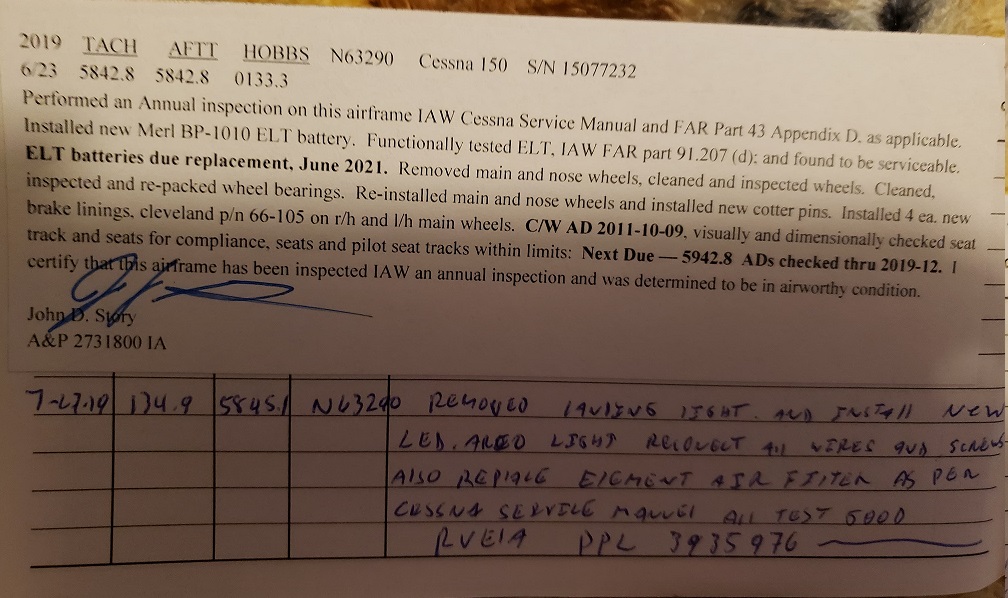 2019 TACH AFTT HOBBS N63290 Cessna 150 S/N 15077232
6/23 5842.8 5842.8 0133.3
Performed an Annual inspection on this airframe IAW Cessna Service Manual and FAR Part 43 Appendix D, as applicable.
Installed new Merl BP-1010 ELT battery. Functionally tested ELT, IAW FAR part 91.207 (d); and found to be serviceable.
ELT batteries due replacement, June 2021. Removed main and nose wheels, cleaned and inspected wheels. Cleaned,
inspected and re-packed wheel bearings. Re-installed main and nose wheels and installed new cotter pins. Installed 4 ea. new
brake linings, cleveland p/n 66-105 on r/h and l/h main wheels. C/W AD 2011-10-09, visually and dimensionally checked seat
track and seats for compliance, seats and pilot seat tracks within limits: Next Due — 5942.8 ADs checked thru 2019-12. I
certify that this airframe has been inspected IAW an annual inspection and was determined to be in airworthy condition.
John D. Story
A&P 2731800 IA
7-27-19 134.9 5845.1 N63290 REMOVED LANDING LIGHT. AND INSTALL NEW
LED. AREO LIGHT RECONECT All WIRES AND SCREWS
ALSO REPLACE ELEMENT AIR FILTER AS PER
CESSNA SERVICE MANUEL All TEST GOOD
PPL 3935976